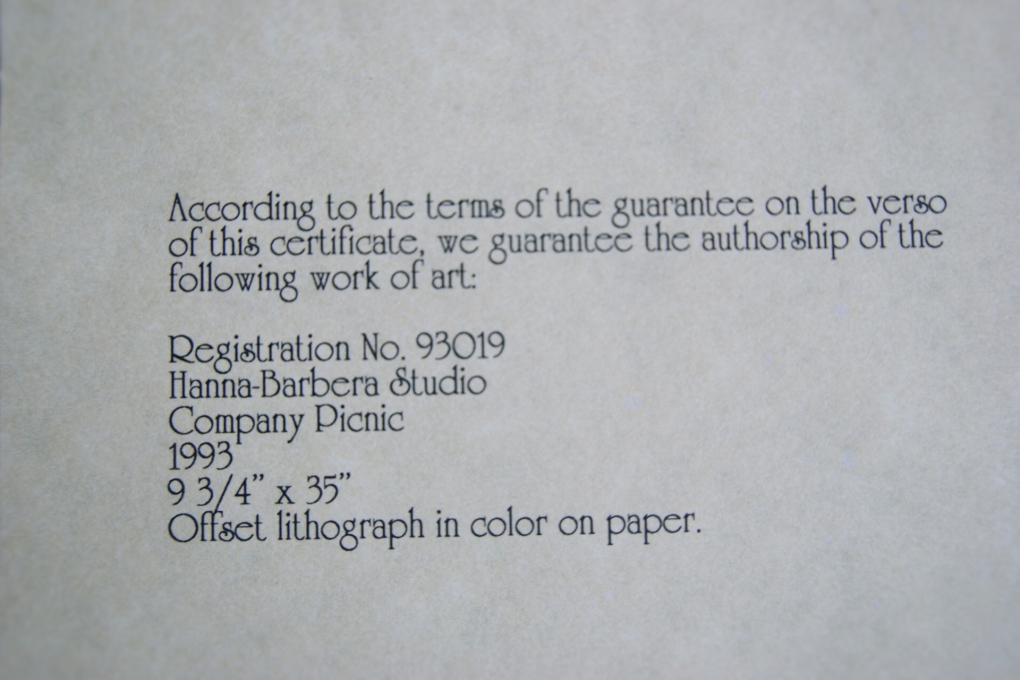 According to the terms of the guarantee on the verso
of this certificate, we guarantee the authorship of the
following work of art:
Registration No. 93019
Hanna-Barbera Studio
Company Picnic
1993
9 3/4” x 35”
Offset lithograph in color on paper.